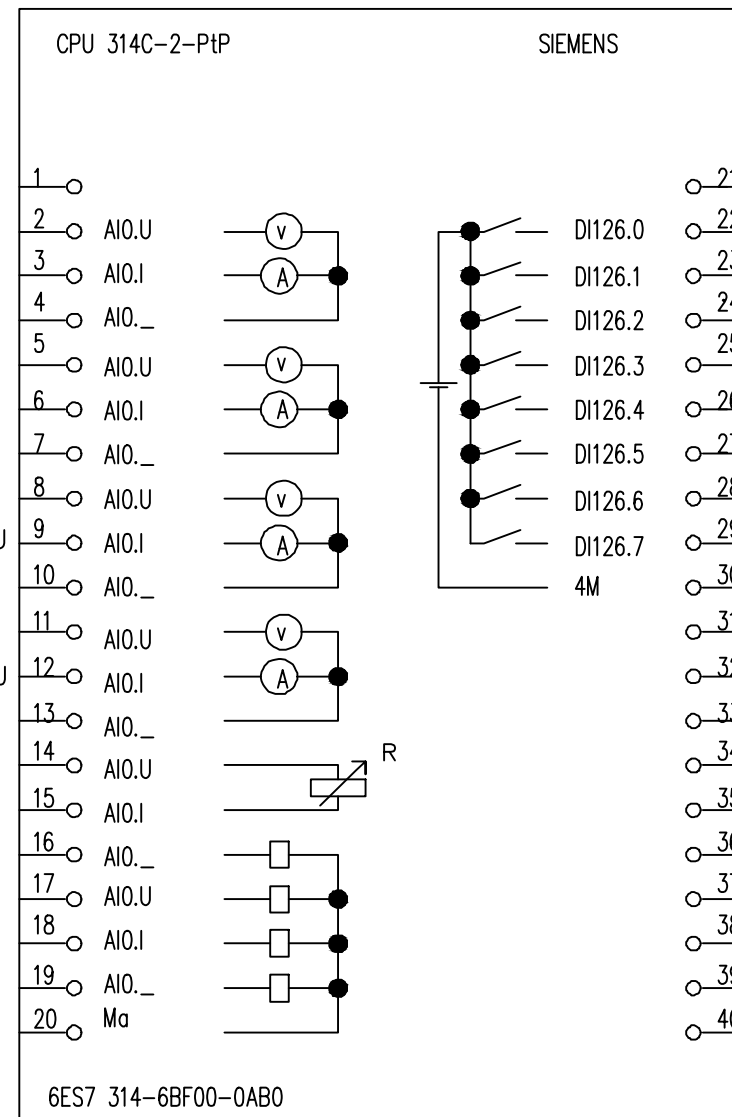 CPU 314C-2-PtP SIEMENS
1
2 AI0.U V DI126.0
3 AI0.I A DI126.1
4 AI0._ DI126.2
5 AI0.U V DI126.3
6 AI0.I A DI126.4
7 AI0._ DI126.5
8 AI0.U V DI126.6
U 9 AI0.I A DI126.7
10 AI0._ 4M 30
11 AI0.U V
U 12 AI0.I A
13 AI0._
14 AI0.U R
15 AI0.I
16 AI0._
17 AI0.U
18 AI0.I
19 AI0._
20 Ma
6ES7 314-6BF00-0AB0